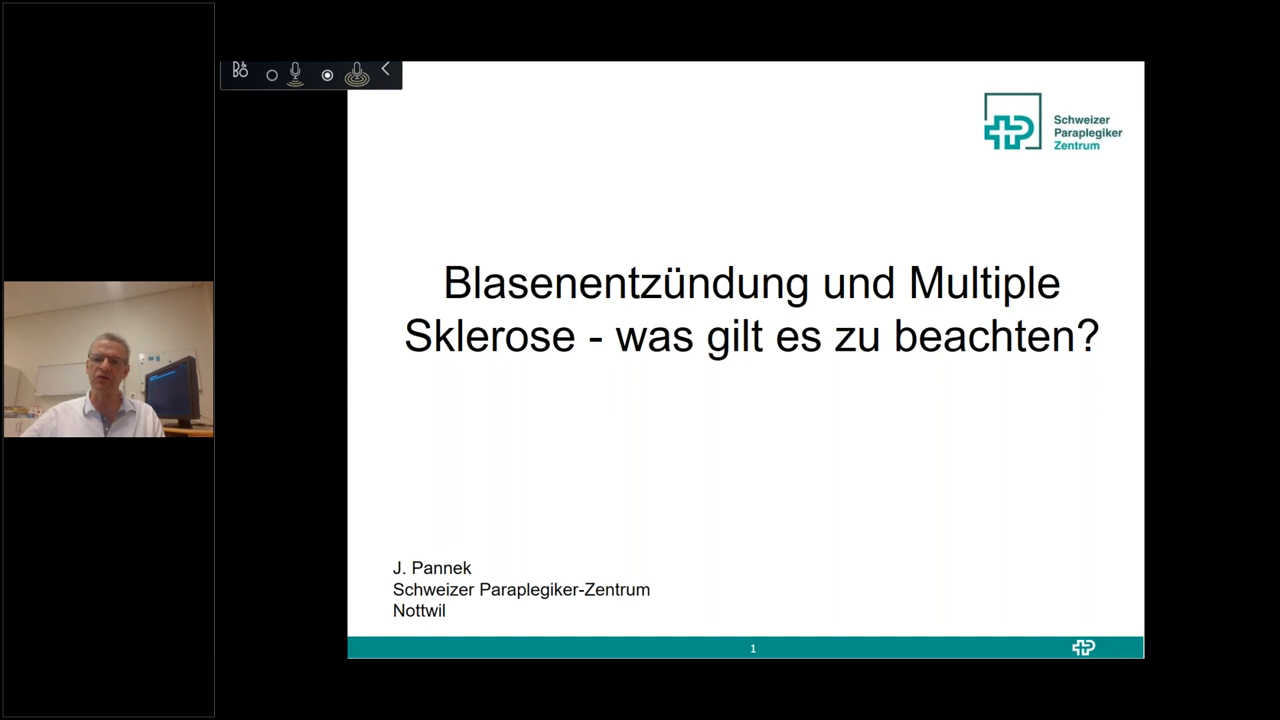 Schweizer
Paraplegiker
Zentrum
Blasenentzündung und Multiple
Sklerose - was gilt es zu beachten?
J. Pannek
Schweizer Paraplegiker-Zentrum
Nottwil
1